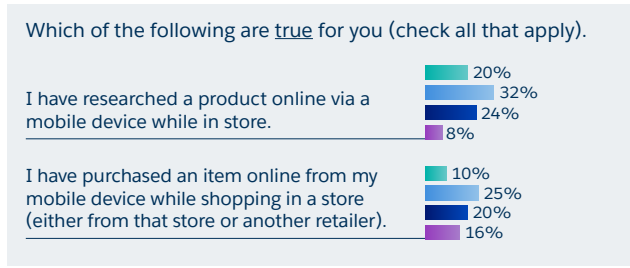 Which of the following are true for you (check all that apply).
20%
32%
I have researched a product online via a
24%
mobile device while in store.
8%
I have purchased an item online from my
10%
mobile device while shopping in a store
25%
(either from that store or another retailer).
20%
16%